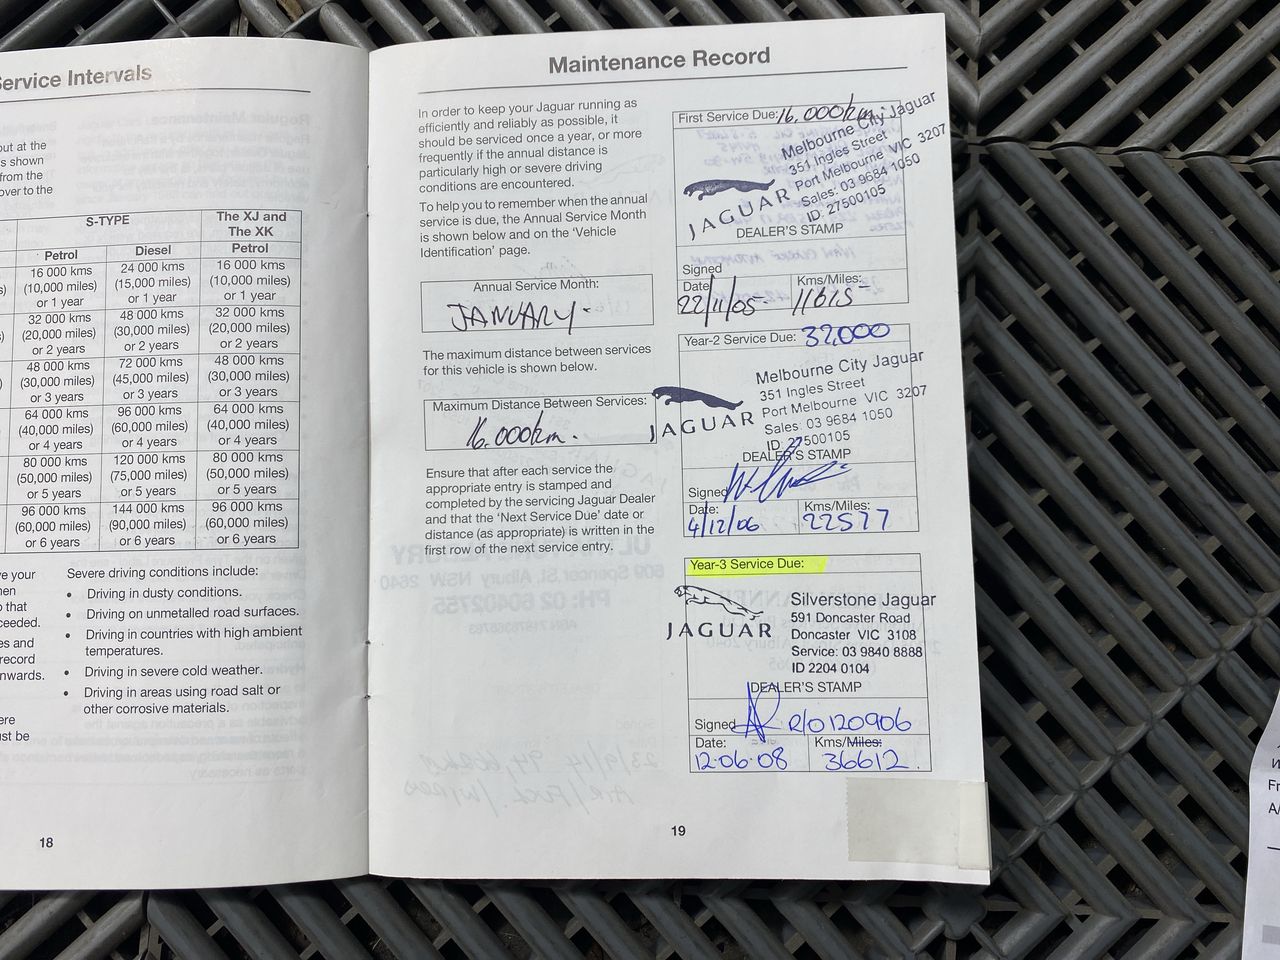 Service Intervals
out at the
s shown
from the
over to the
S-TYPE
The XJ and
The XK
Petrol
Diesel
Petrol
16 000 kms
(10,000 miles)
or 1 year
24 000 kms
(15,000 miles)
or 1 year
16 000 kms
(10,000 miles)
or 1 year
32 000 kms
(20,000 miles)
or 2 years
48 000 kms
(30,000 miles)
or 2 years
32 000 kms
(20,000 miles)
or 2 years
48 000 kms
(30,000 miles)
or 3 years
72 000 kms
(45,000 miles)
or 3 years
48 000 kms
(30,000 miles)
or 3 years
64 000 kms
(40,000 miles)
or 4 years
96 000 kms
(60,000 miles)
or 4 years
64 000 kms
(40,000 miles)
or 4 years
80 000 kms
(50,000 miles)
or 5 years
120 000 kms
(75,000 miles)
or 5 years
80 000 kms
(50,000 miles)
or 5 years
96 000 kms
(60,000 miles)
or 6 years
144 000 kms
(90,000 miles)
or 6 years
96 000 kms
(60,000 miles)
or 6 years
ve your
hen
o that
ceeded.
es and
record
nwards.
ere
ust be
Severe driving conditions include:
• Driving in dusty conditions.
• Driving on unmetalled road surfaces.
• Driving in countries with high ambient
temperatures.
• Driving in severe cold weather.
• Driving in areas using road salt or
other corrosive materials.
18
Maintenance Record
In order to keep your Jaguar running as
efficiently and reliably as possible, it
should be serviced once a year, or more
frequently if the annual distance is
particularly high or severe driving
conditions are encountered.
To help you to remember when the annual
service is due, the Annual Service Month
is shown below and on the 'Vehicle
Identification' page.
Annual Service Month:
JANUARY.
The maximum distance between services
for this vehicle is shown below.
Maximum Distance Between Services:
16.000km.
Ensure that after each service the
appropriate entry is stamped and
completed by the servicing Jaguar Dealer
and that the 'Next Service Due' date or
distance (as appropriate) is written in the
first row of the next service entry.
First Service Due: 16.000km.
Melbourne City Jaguar
351 Ingles Street
Port Melbourne VIC 3207
Sales: 03 9684 1050
ID: 27500105
JAGUAR
DEALER'S STAMP
Signed
Date: 22/11/05
Kms/Miles: 11615
Year-2 Service Due: 32,000
Melbourne City Jaguar
351 Ingles Street
Port Melbourne VIC 3207
Sales: 03 9684 1050
ID: 27500105
JAGUAR
DEALER'S STAMP
Signed
Date: 4/12/06
Kms/Miles: 22577
Year-3 Service Due:
Silverstone Jaguar
591 Doncaster Road
Doncaster VIC 3108
Service: 03 9840 8888
ID 2204 0104
JAGUAR
DEALER'S STAMP
Signed R/O 120906
Date: 12.06.08
Kms/Miles: 36612.
19